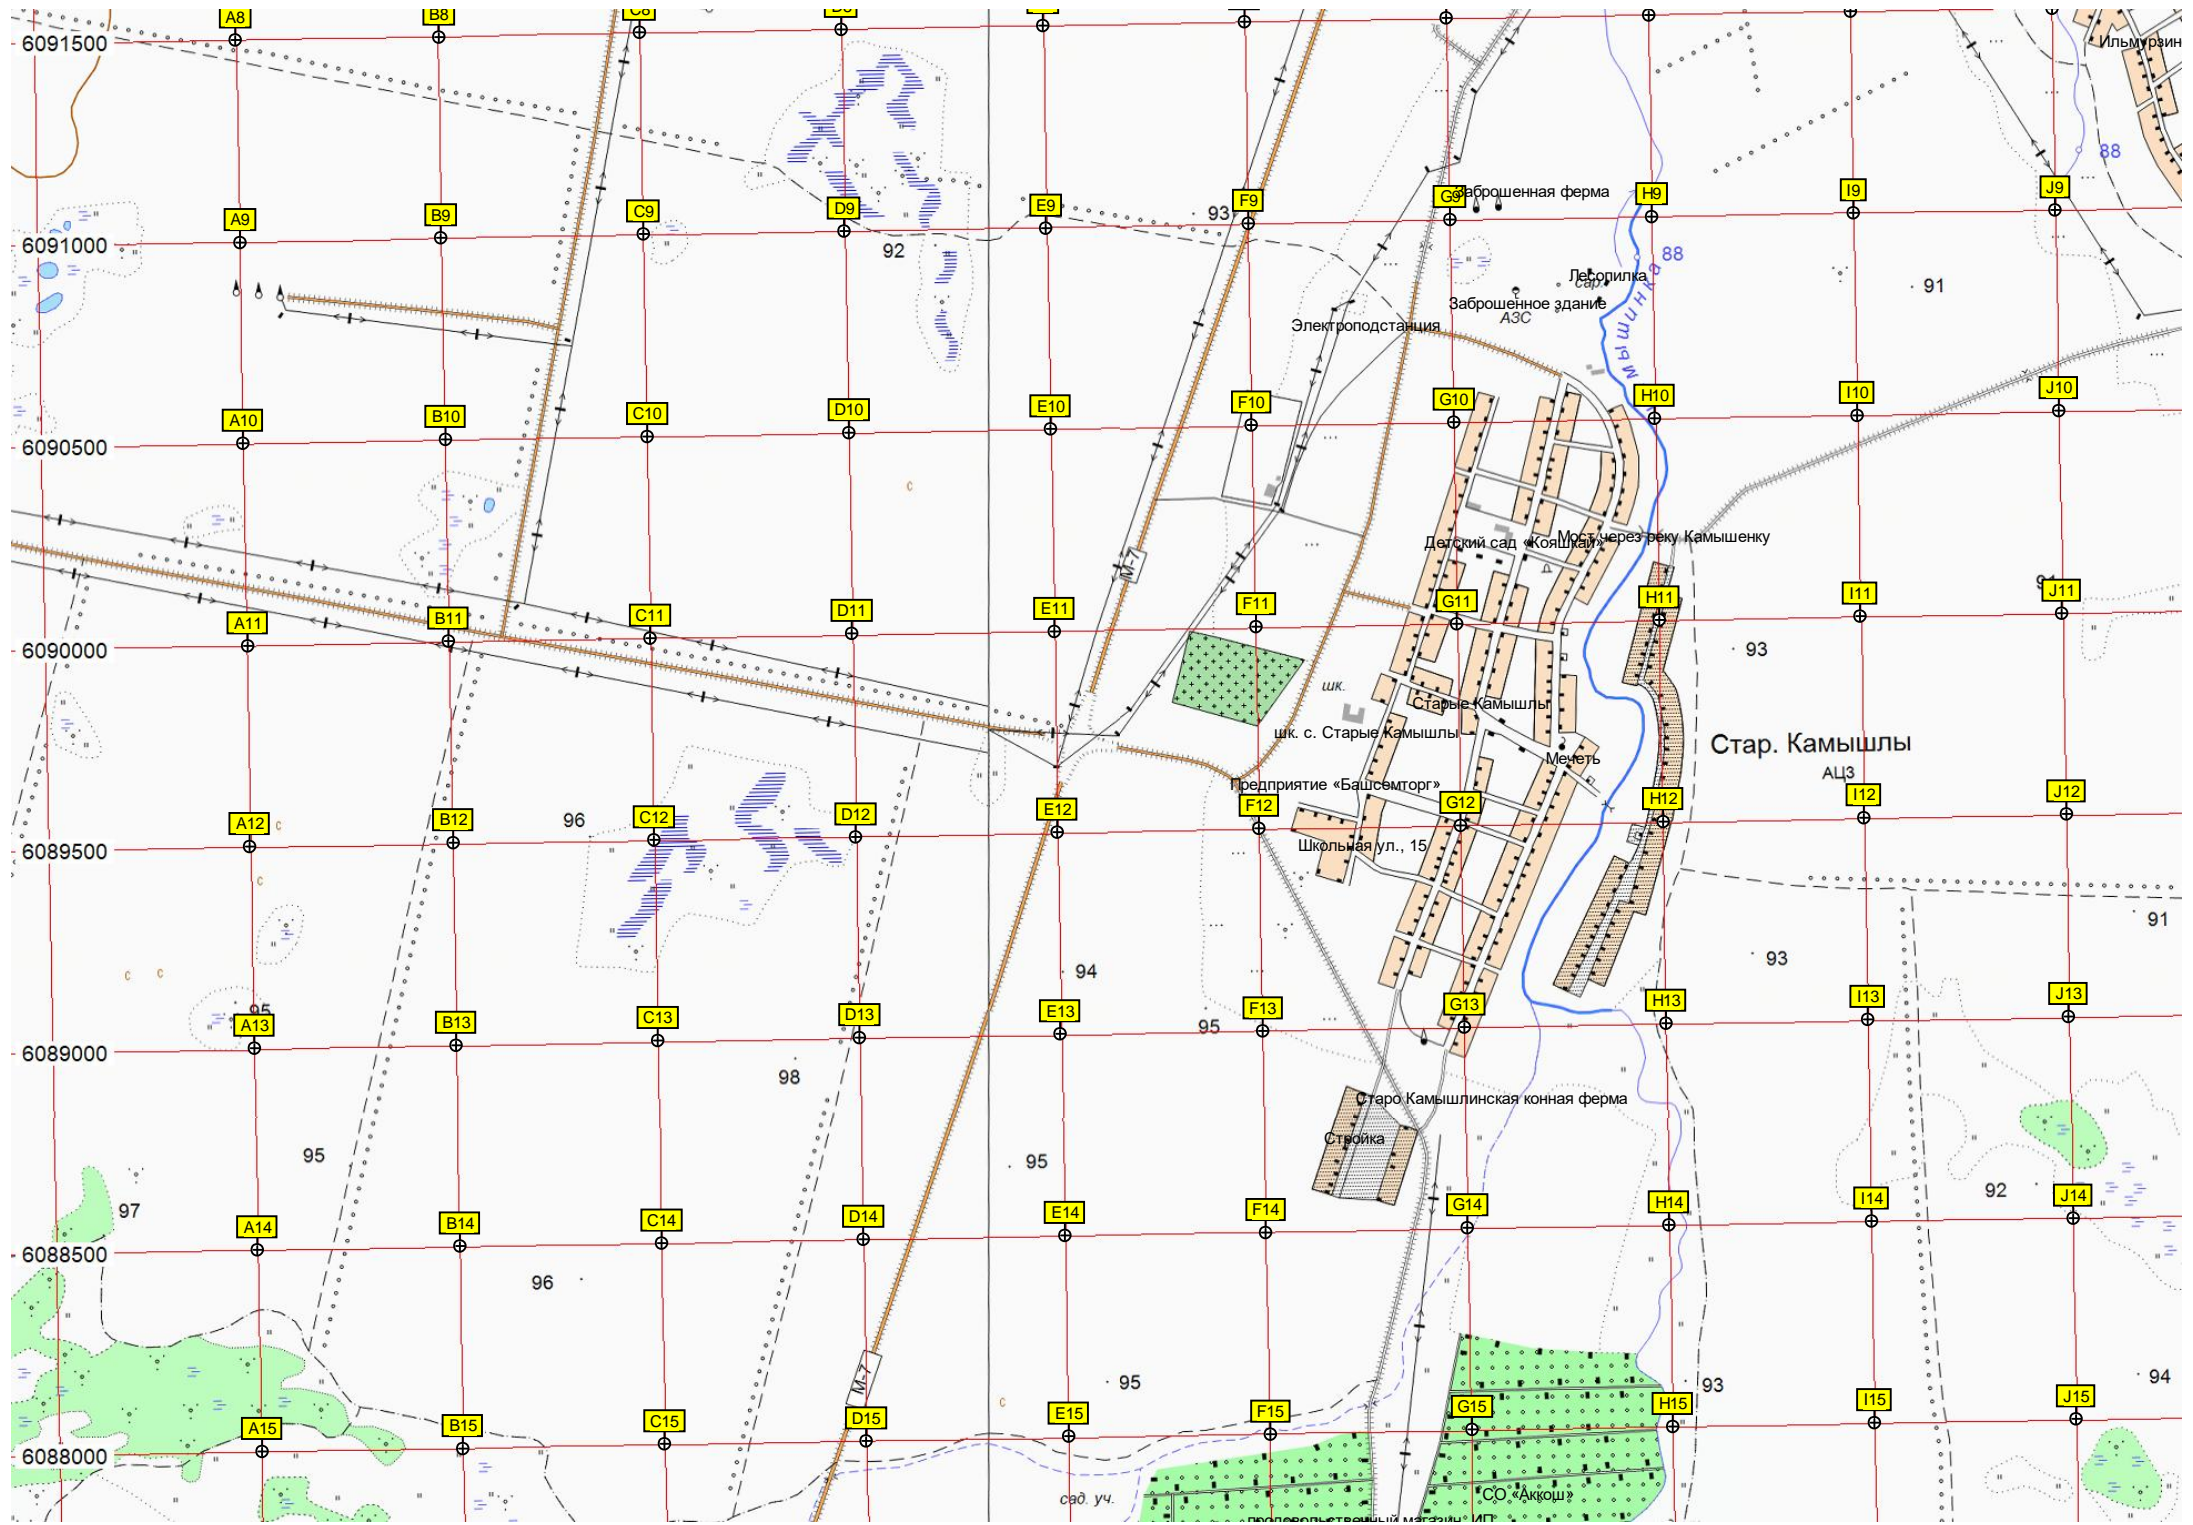 A8
B8
C8
6091500
Ильмурзин
88
Заброшенная ферма
A9
B9
C9
D9
E9
93
F9
G9
H9
I9
J9
6091000
92
88
Лесопилка
сар.
Заброшенное здание
АЗС
Мышинка
91
Электроподстанция
A10
B10
C10
D10
E10
F10
G10
H10
I10
J10
6090500
с
М-7
Детский сад «Кояшкай»
Мост через реку Камышенку
A11
B11
C11
D11
E11
F11
G11
H11
I11
J11
6090000
93
шк.
Старые Камышлы
шк. с. Старые Камышлы
Стар. Камышлы
Мечеть
АЦЗ
Предприятие «Башсемторг»
A12
с
B12
96
C12
D12
E12
F12
G12
H12
I12
J12
6089500
Школьная ул., 15
с
91
94
93
с с
95
A13
B13
C13
D13
E13
95
F13
G13
H13
I13
J13
6089000
98
Старо Камышлинская конная ферма
Стройка
95
95
97
92
A14
B14
C14
D14
E14
F14
G14
H14
I14
J14
6088500
96
М-7
95
93
94
с
A15
B15
C15
D15
E15
F15
G15
H15
I15
J15
6088000
сад. уч.
СО «Аккош»
продовольственный магазин, ИП